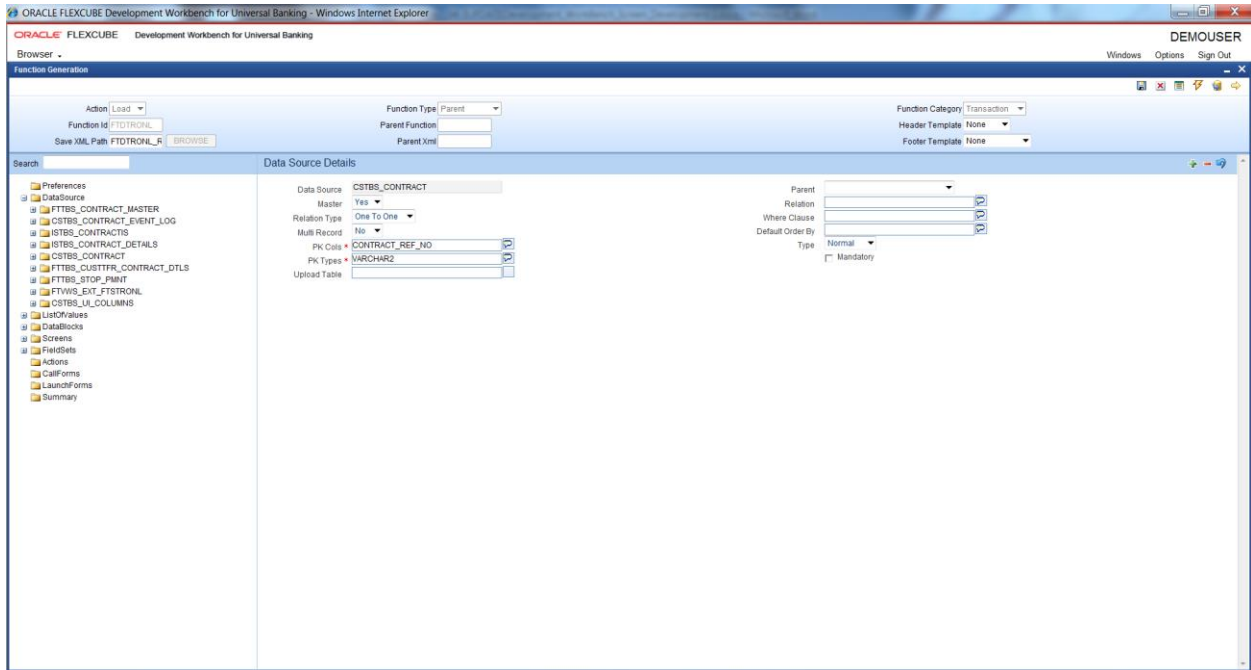 ORACLE FLEXCUBE Development Workbench for Universal Banking - Windows Internet Explorer
ORACLE FLEXCUBE Development Workbench for Universal Banking
DEMOUSER
Browser
Windows Options Sign Out
Function Generation
Action Load
Function Type Parent
Function Category Transaction
Function Id FTDTRONL
Parent Function
Header Template None
Save XML Path FTDTRONL_R BROWSE
Parent Xml
Footer Template None
Search
Data Source Details
Preferences
DataSource
FTTBS_CONTRACT_MASTER
CSTBS_CONTRACT_EVENT_LOG
ISTBS_CONTRACTIS
ISTBS_CONTRACT_DETAILS
CSTBS_CONTRACT
FTTBS_CUSTTFR_CONTRACT_DTLS
FTTBS_STOP_PMNT
FTVWS_EXT_FTSTRONL
CSTBS_UI_COLUMNS
ListOfValues
DataBlocks
Screens
FieldSets
Actions
CallForms
LaunchForms
Summary
Data Source CSTBS_CONTRACT
Master Yes
Relation Type One To One
Multi Record No
PK Cols * CONTRACT_REF_NO
PK Types * VARCHAR2
Upload Table
Parent
Relation
Where Clause
Default Order By
Type Normal
Mandatory